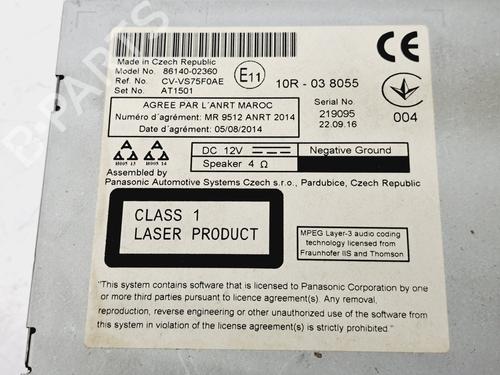 Made in Czech Republic
Model No. 86140-02360
Ref. No. CV-VS75F0AE
Set No. AT1501
E11
10R - 03 8055
CE
Serial No
219095
22.09.16
004
AGREE PAR L'ANRT MAROC
Numéro d'agrément: MR 9512 ANRT 2014
Date d'agrément: 05/08/2014
H005 13 H005 14
DC 12V Negative Ground
Speaker 4 Ω
Assembled by
Panasonic Automotive Systems Czech s.r.o., Pardubice, Czech Republic
CLASS 1
LASER PRODUCT
MPEG Layer-3 audio coding
technology licensed from
Fraunhofer IIS and Thomson
"This system contains software that is licensed to Panasonic Corporation by one
or more third parties pursuant to licence agreement(s). Any removal,
reproduction, reverse engineering or other unauthorized use of the software
from this system in violation of the license agreement(s) is strictly prohibited."
B-PARTS